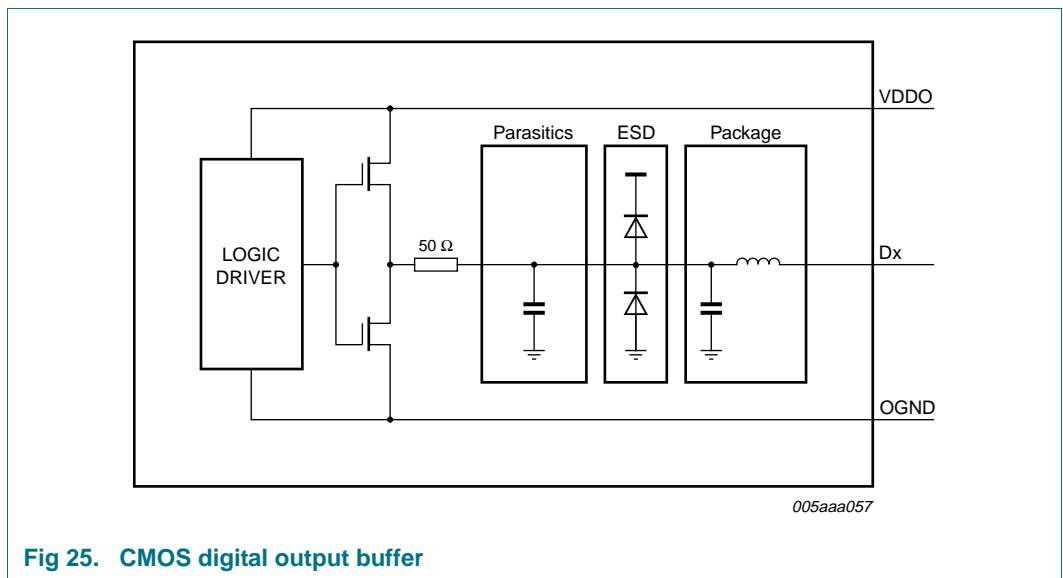 VDDO
Parasitics
ESD
Package
50 Ω
LOGIC
DRIVER
Dx
OGND
005aaa057
Fig 25. CMOS digital output buffer